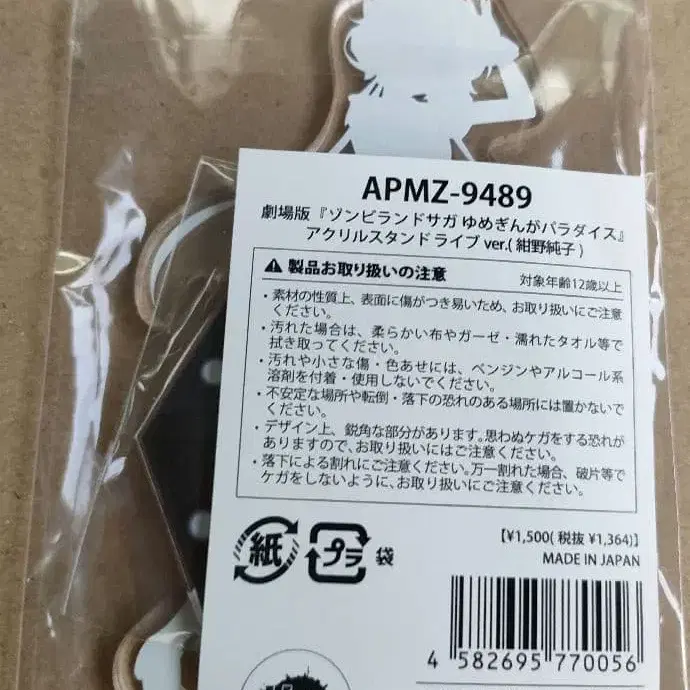 APMZ-9489
劇場版『ゾンビランドサガ ゆめぎんがパラダイス』
アクリルスタンド ライブ ver.( 紺野純子 )
製品お取り扱いの注意 対象年齢12歳以上
・素材の性質上、表面に傷がつき易いため、お取り扱いにご注意
ください。
・汚れた場合は、柔らかい布やガーゼ・濡れたタオル等で
拭き取ってください。
・汚れや小さな傷・色あせには、ベンジンやアルコール系
溶剤を付着・使用しないでください。
・不安定な場所や転倒・落下の恐れのある場所には置かないで
ください。
・デザイン上、鋭角な部分があります。思わぬケガをする恐れが
ありますので、お取り扱いにはご注意ください。
・落下による割れにご注意ください。万一割れた場合、破片等で
ケガをしないように、お取り扱いにご注意ください。
紙 プラ 袋
【¥1,500( 税抜 ¥1,364)】
MADE IN JAPAN
4 582695 770056